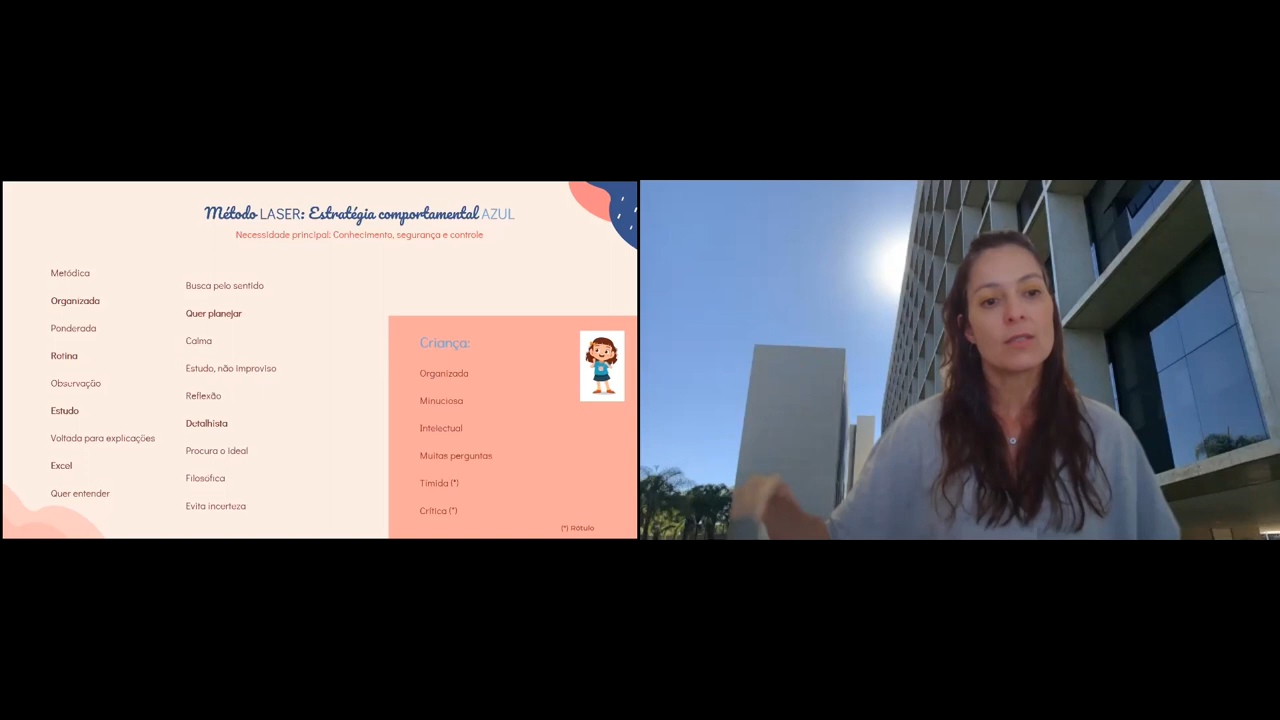 Método LASER: Estratégia comportamental AZUL
Necessidade principal: Conhecimento, segurança e controle
Metódica
Organizada
Ponderada
Rotina
Observação
Estudo
Voltada para explicações
Excel
Quer entender
Busca pelo sentido
Quer planejar
Calma
Estudo, não improviso
Reflexão
Detalhista
Procura o ideal
Filosófica
Evita incerteza
Criança:
Organizada
Minuciosa
Intelectual
Muitas perguntas
Tímida (*)
Crítica (*)
(*) Rótulo